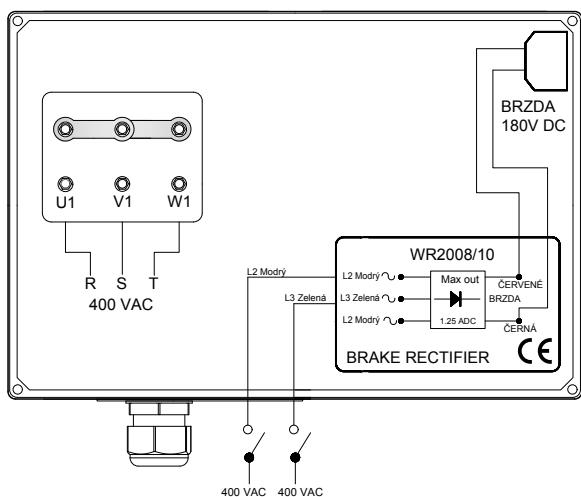 BRZDA
180V DC
U1 V1 W1
R S T
400 VAC
WR2008/10
L2 Modrý
L2 Modrý
Max out
ČERVENÉ
L3 Zelená
L3 Zelená
BRZDA
L2 Modrý
1.25 ADC
ČERNÁ
BRAKE RECTIFIER
CE
400 VAC 400 VAC